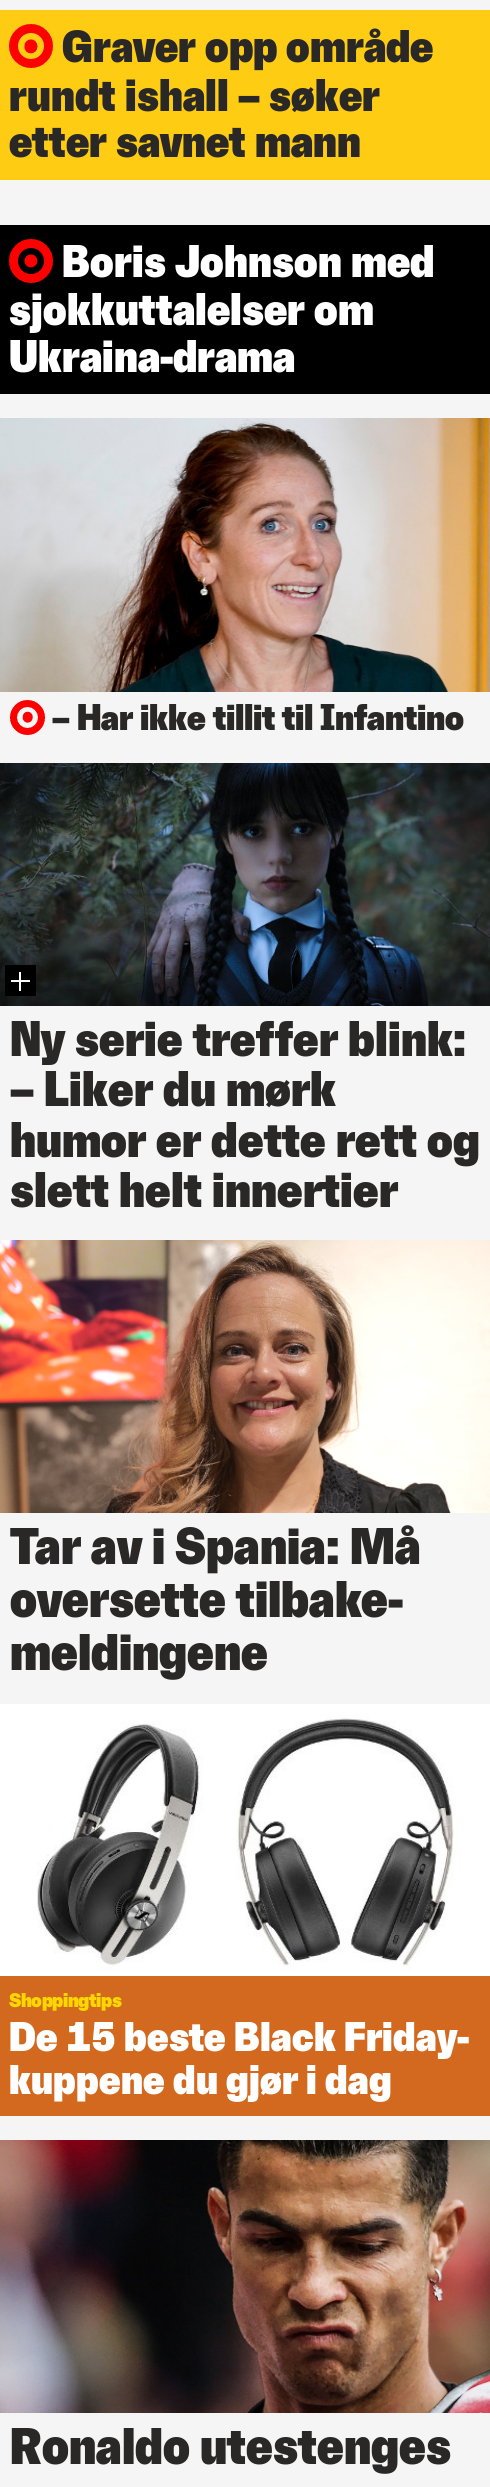 Graver opp område
rundt ishall – søker
etter savnet mann
Boris Johnson med
sjokkuttalelser om
Ukraina-drama
– Har ikke tillit til Infantino
Ny serie treffer blink:
– Liker du mørk
humor er dette rett og
slett helt innertier
Tar av i Spania: Må
oversette tilbake-
meldingene
Shoppingtips
De 15 beste Black Friday-
kuppene du gjør i dag
Ronaldo utestenges